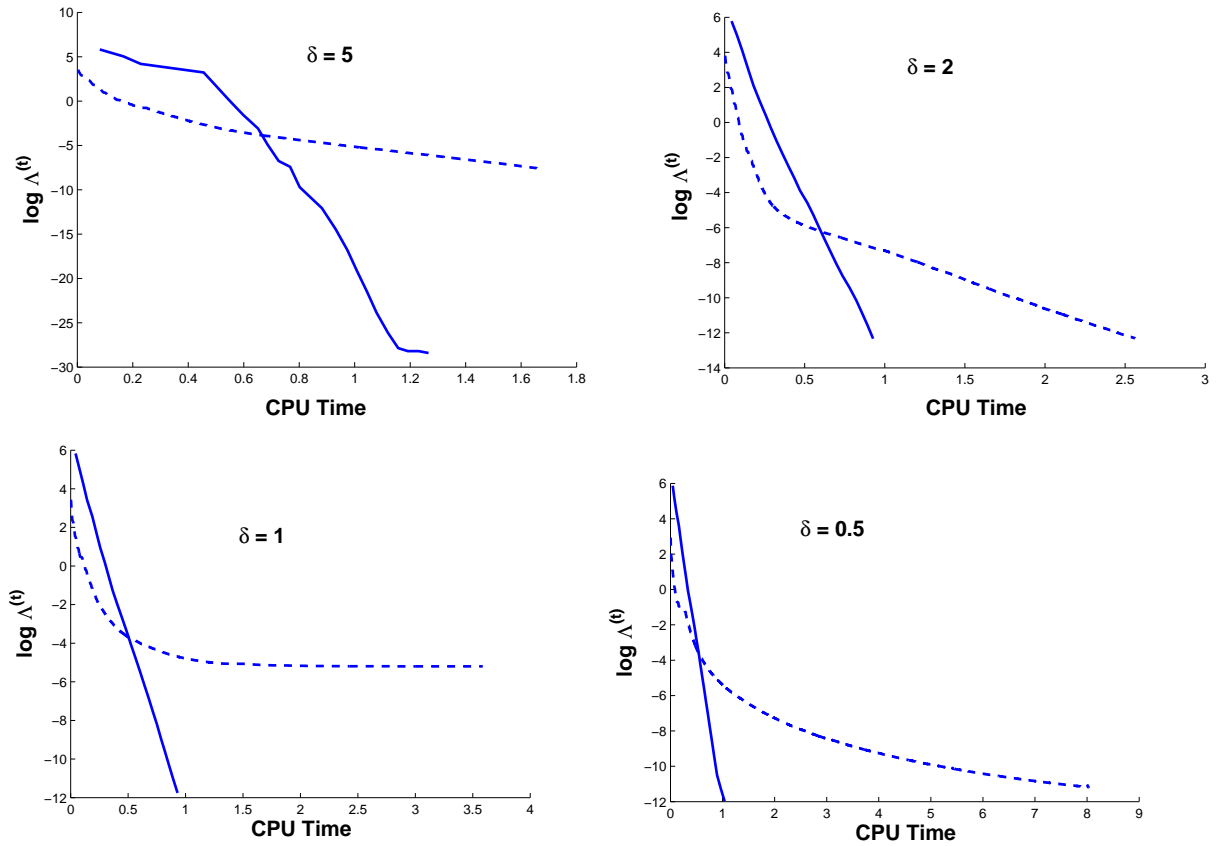 10
5
0
−5
−10
−15
−20
−25
−30
0 0.2 0.4 0.6 0.8 1 1.2 1.4 1.6 1.8
CPU Time
log Λ(t)
δ = 5
6
4
2
0
−2
−4
−6
−8
−10
−12
−14
0 0.5 1 1.5 2 2.5 3
CPU Time
log Λ(t)
δ = 2
6
4
2
0
−2
−4
−6
−8
−10
−12
0 0.5 1 1.5 2 2.5 3 3.5 4
CPU Time
log Λ(t)
δ = 1
6
4
2
0
−2
−4
−6
−8
−10
−12
0 1 2 3 4 5 6 7 8 9
CPU Time
log Λ(t)
δ = 0.5